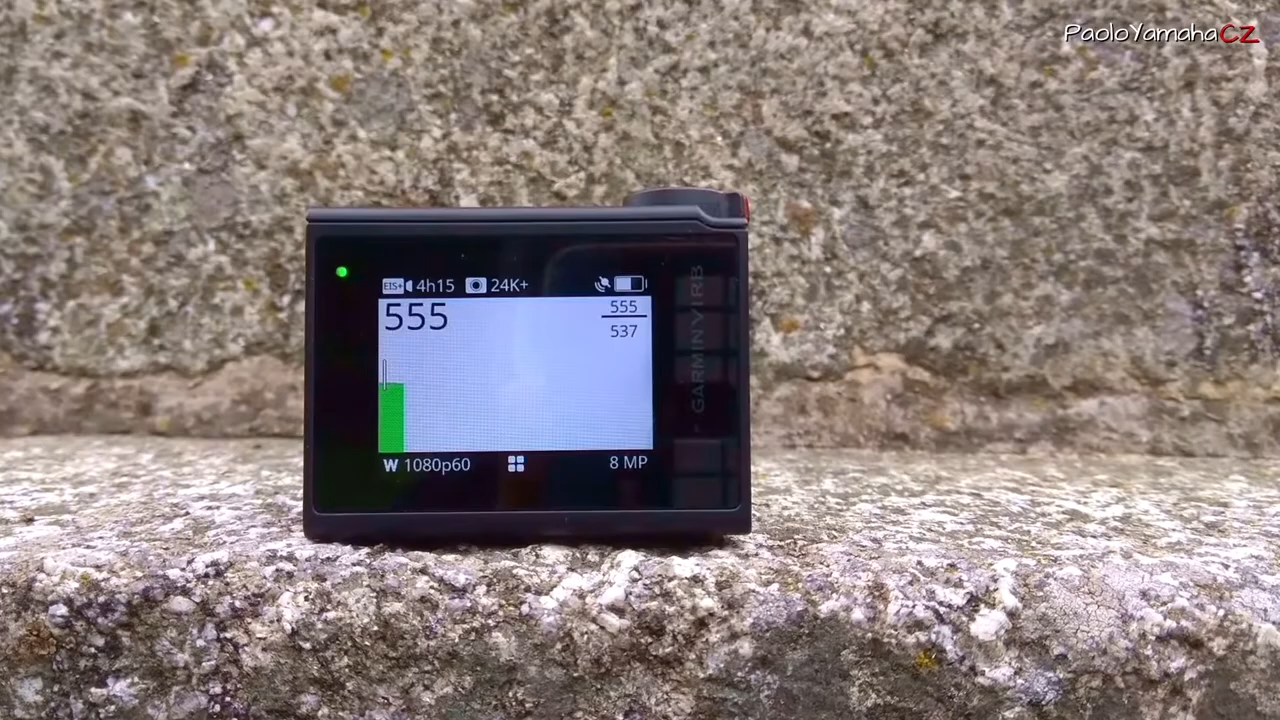 PaoloYamahaCZ
EIS+ 4h15 24K+
555
555
537
GARMIN VIRB
W 1080p60
8 MP